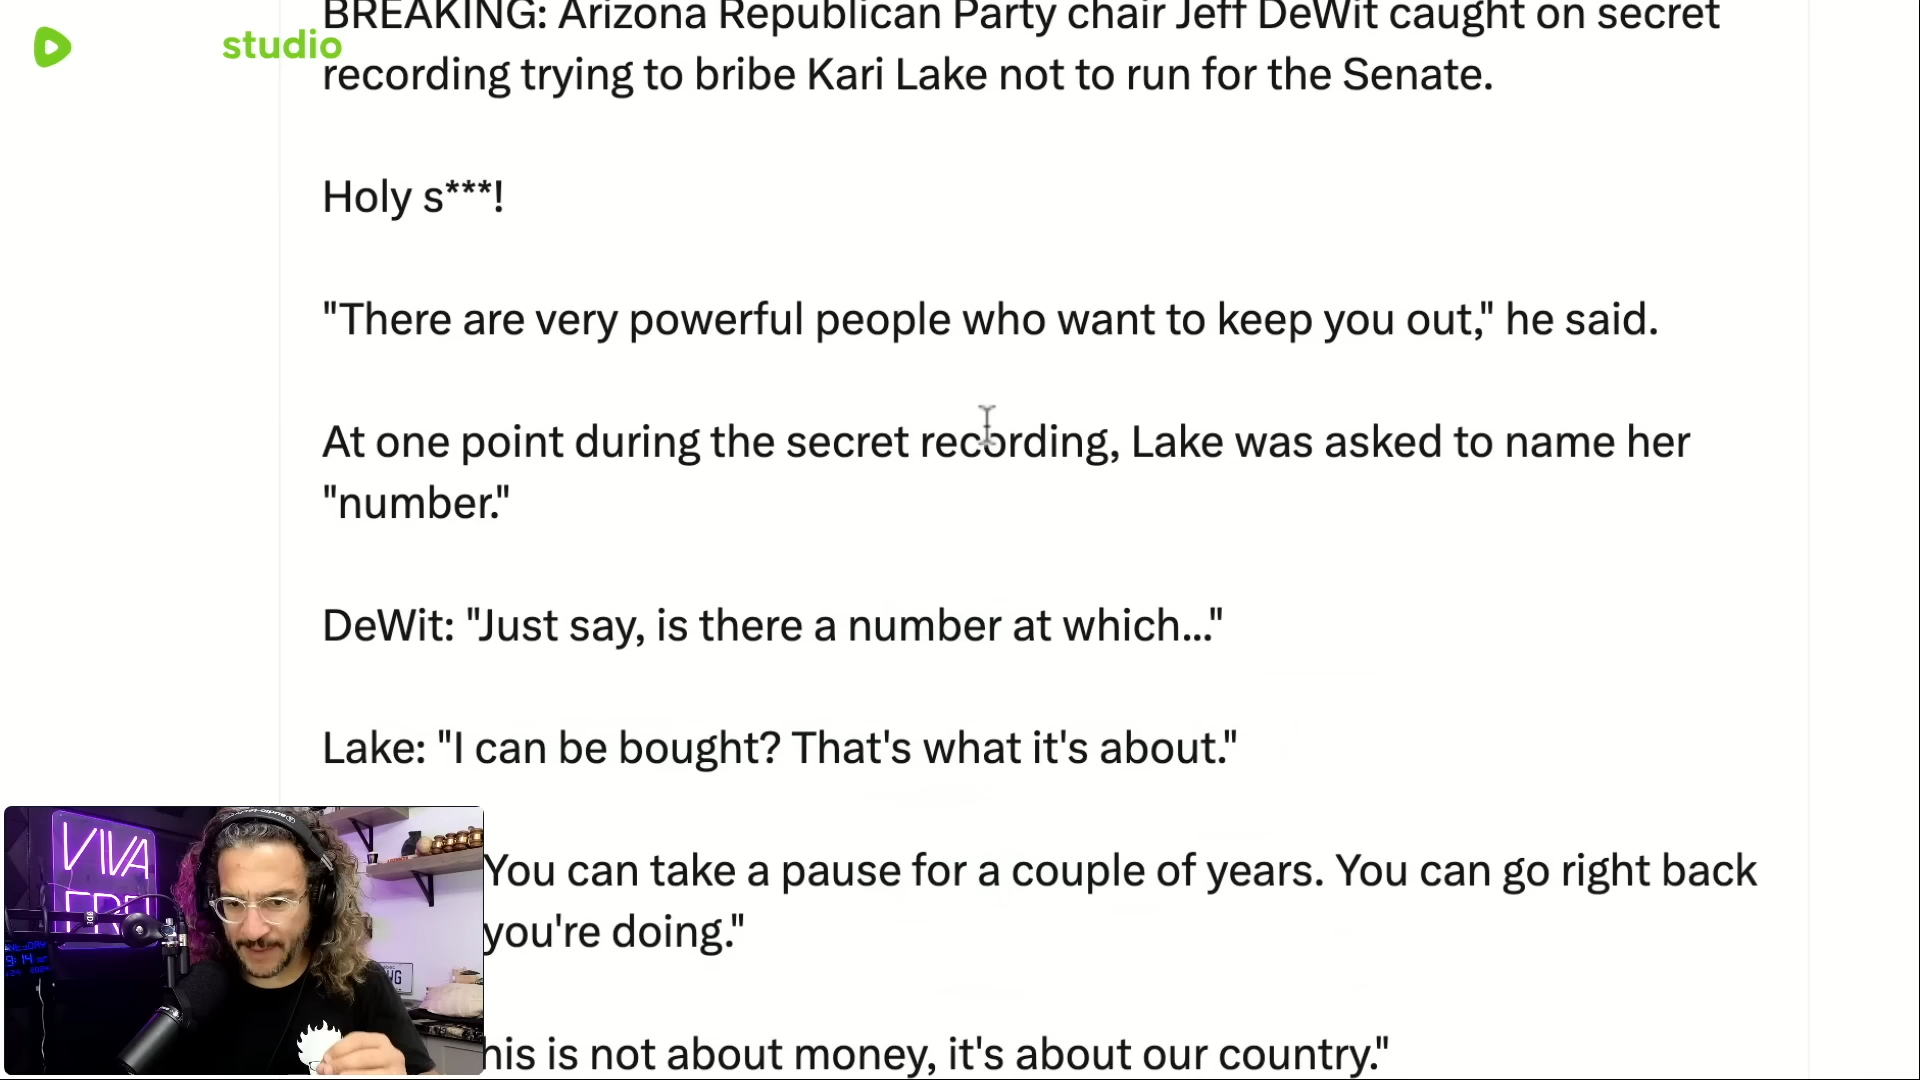 studio
BREAKING: Arizona Republican Party chair Jeff DeWit caught on secret
recording trying to bribe Kari Lake not to run for the Senate.
Holy s***!
"There are very powerful people who want to keep you out," he said.
At one point during the secret recording, Lake was asked to name her
"number."
DeWit: "Just say, is there a number at which..."
Lake: "I can be bought? That's what it's about."
You can take a pause for a couple of years. You can go right back
you're doing."
his is not about money, it's about our country."
VIVA